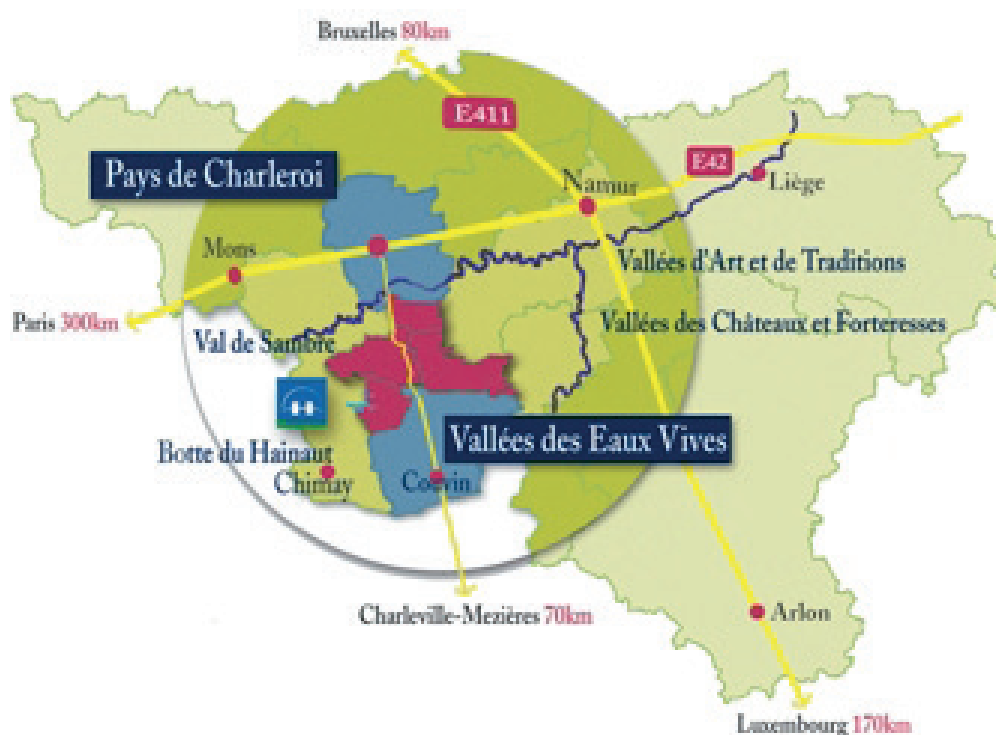 Bruxelles 80km
E411
E42
Pays de Charleroi
Namur
Liège
Mons
Vallées d'Art et de Traditions
Paris 300km
Vallées des Châteaux et Forteresses
Val de Sambre
Vallées des Eaux Vives
Botte du Hainaut
Chimay
Couvin
Charleville-Mezières 70km
Arlon
Luxembourg 170km